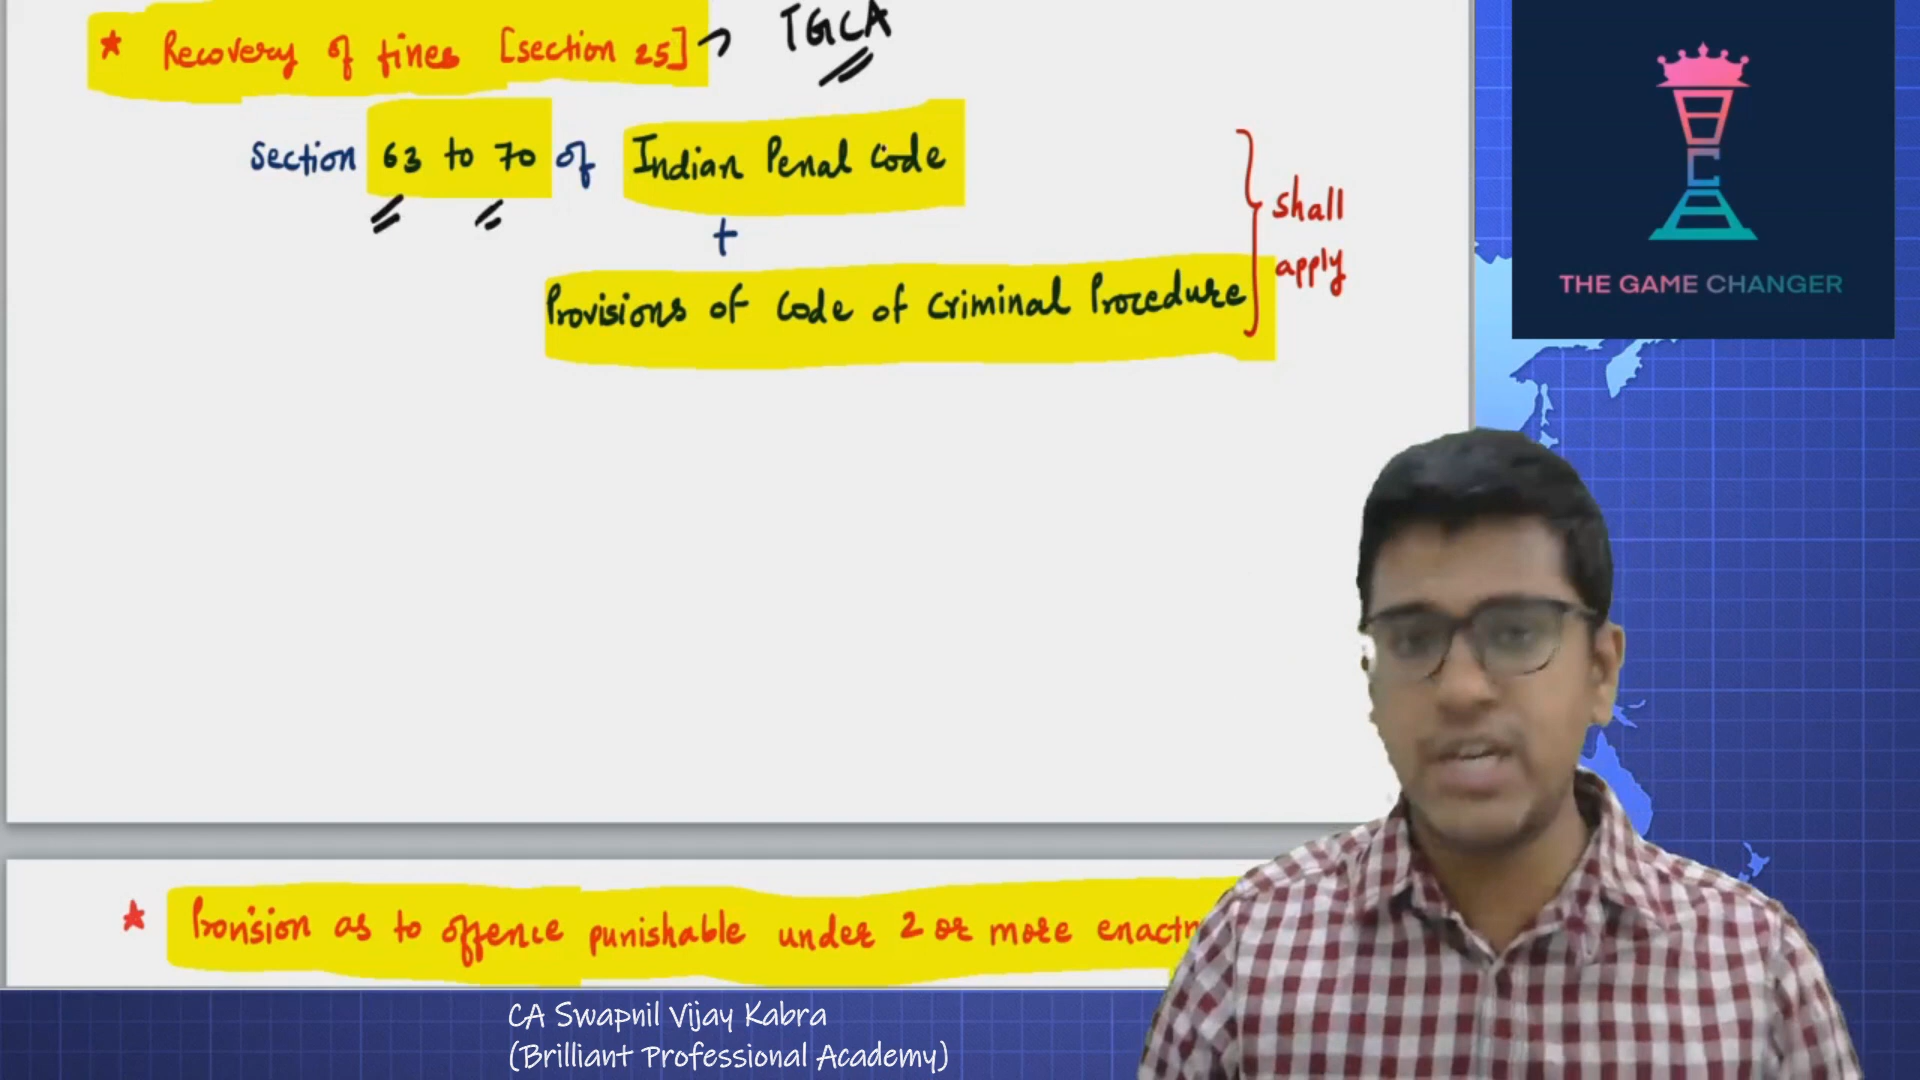 ★ Recovery of fines [section 25] → TGCA
section 63 to 70 of Indian Penal Code
+
Provisions of Code of Criminal Procedure
shall
apply
★ Provision as to offence punishable under 2 or more
THE GAME CHANGER
CA Swapnil Vijay Kabra
(Brilliant Professional Academy)